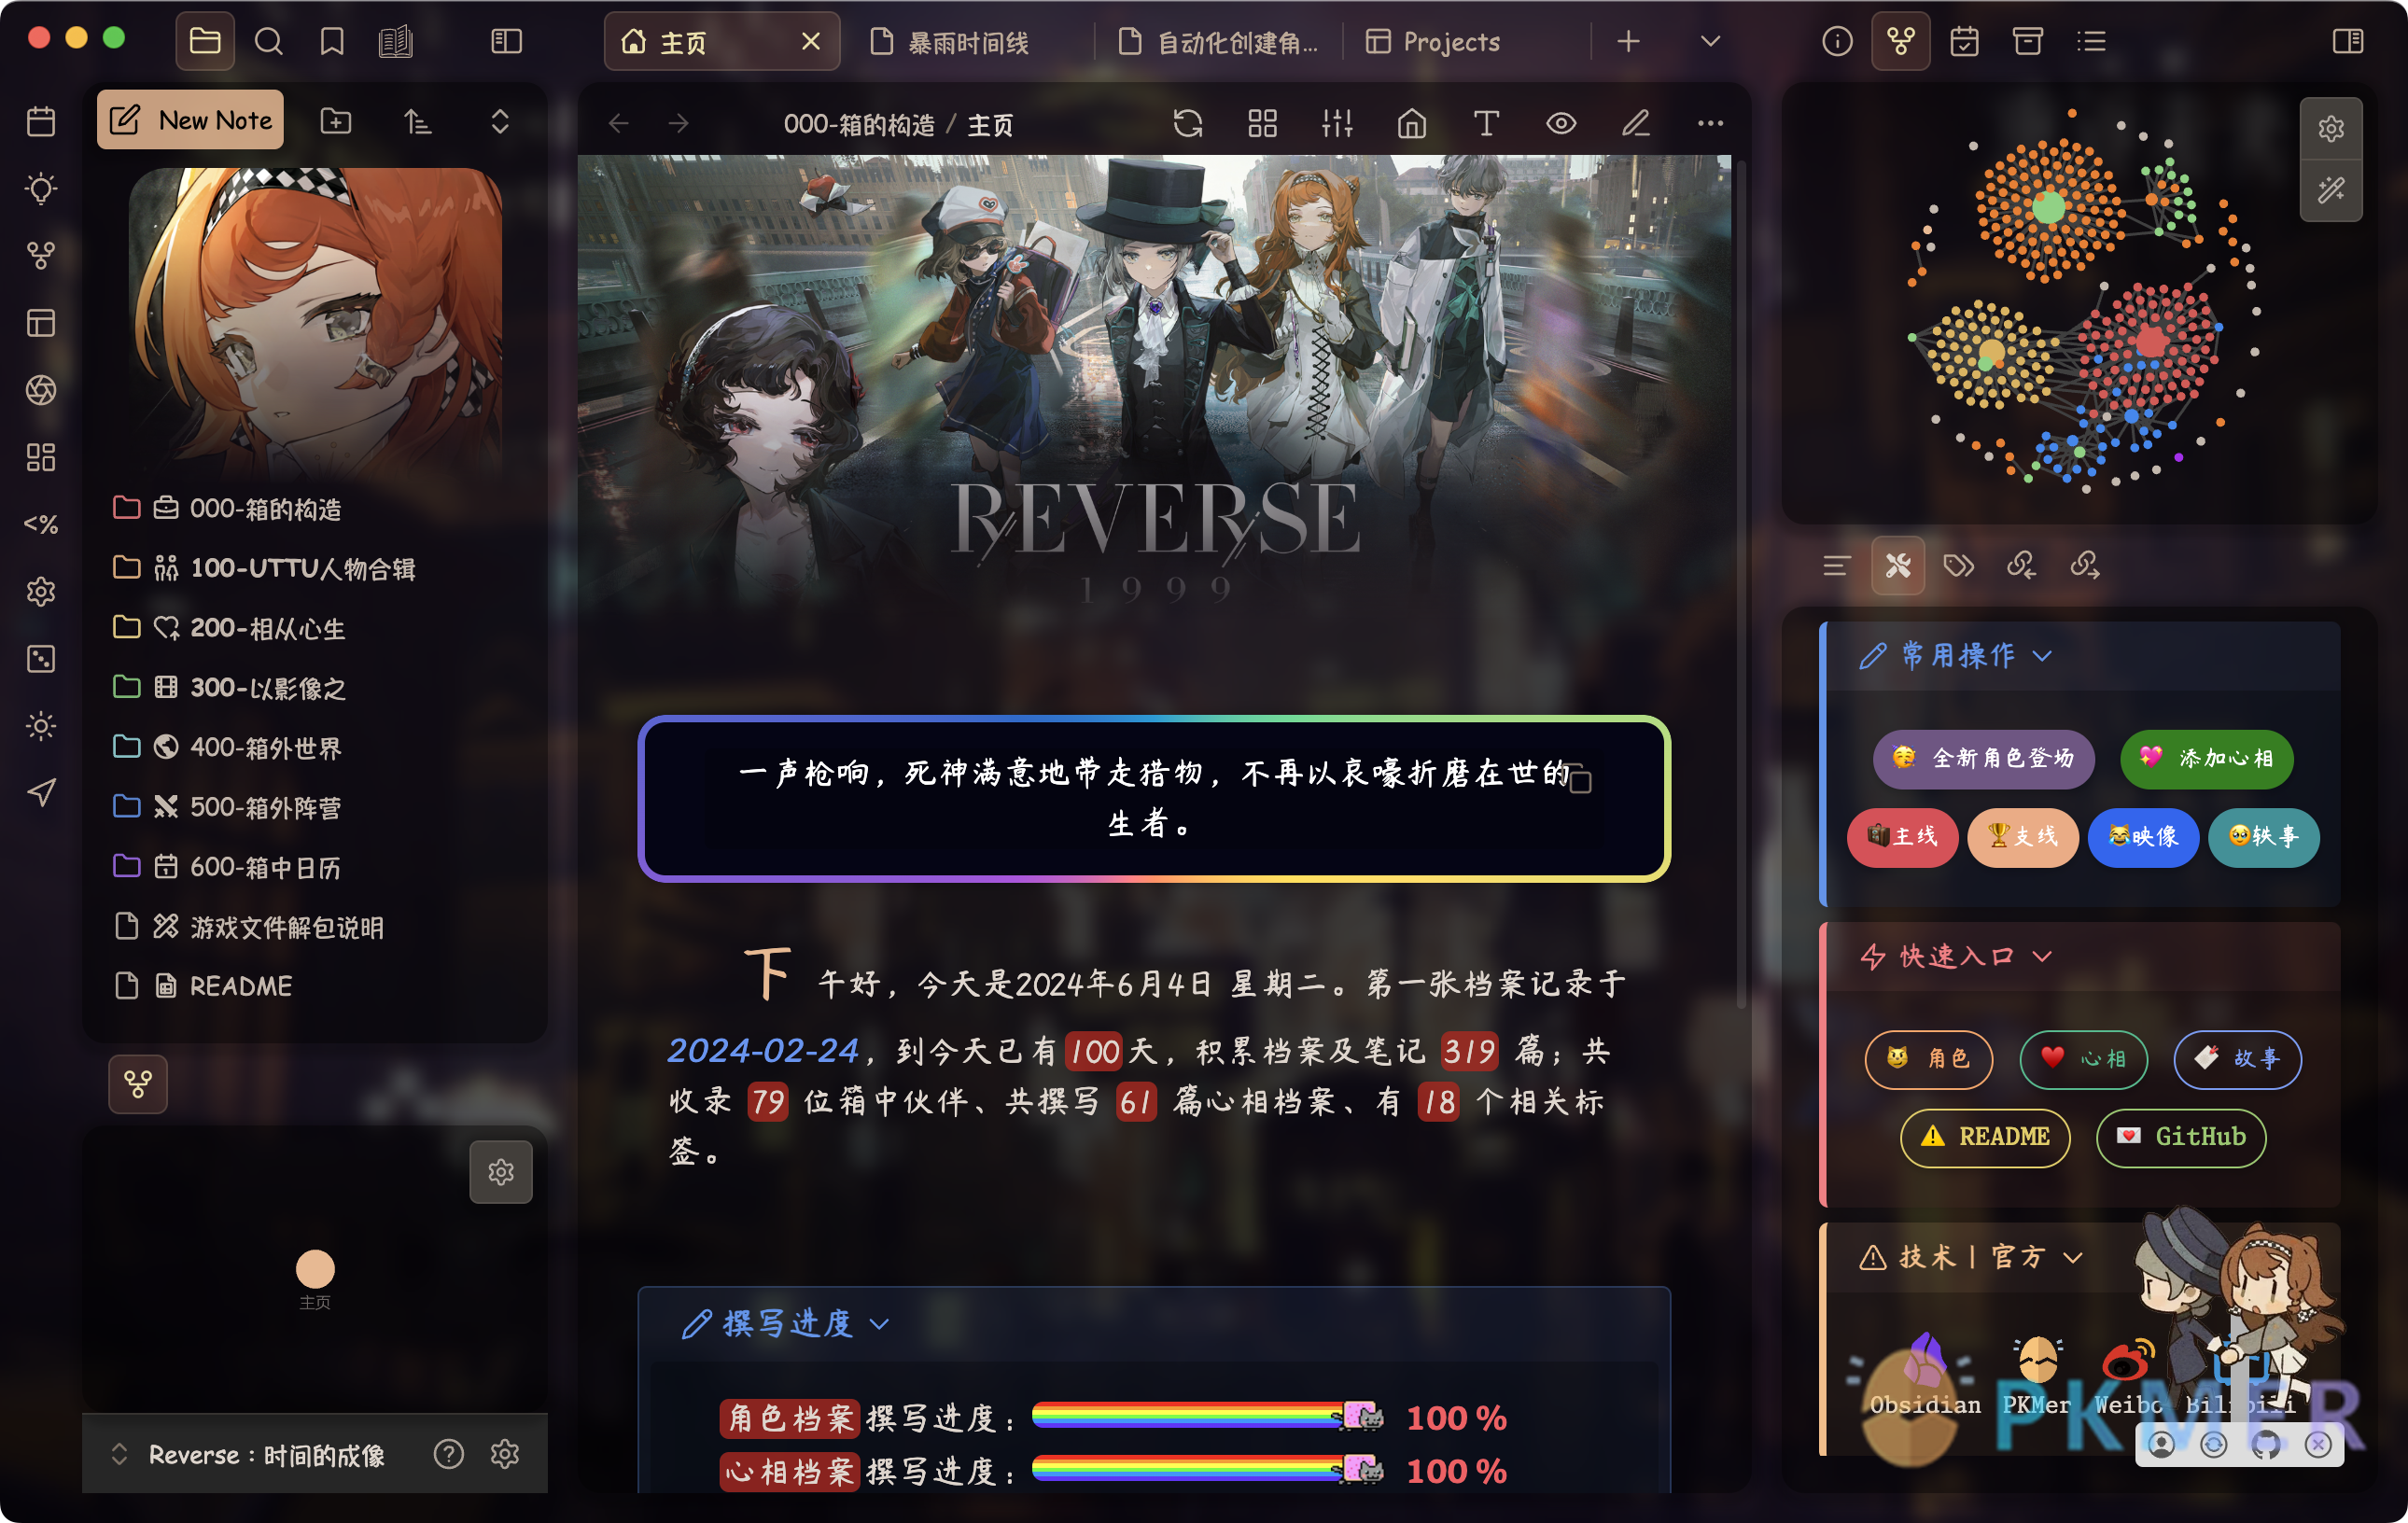 主页
暴雨时间线
自动化创建角...
Projects
New Note
000-箱的构造 / 主页
000-箱的构造
100-UTTU人物合辑
200-相从心生
300-以影像之
400-箱外世界
500-箱外阵营
600-箱中日历
游戏文件解包说明
README
主页
Reverse：时间的成像
REVERSE
1999
一声枪响，死神满意地带走猎物，不再以哀嚎折磨在世的
生者。
下午好，今天是2024年6月4日 星期二。第一张档案记录于
2024-02-24，到今天已有100天，积累档案及笔记 319 篇；共
收录 79 位箱中伙伴、共撰写 61 篇心相档案、有 18 个相关标
签。
撰写进度
角色档案撰写进度： 100 %
心相档案撰写进度： 100 %
常用操作
全新角色登场
添加心相
主线
支线
映像
轶事
快速入口
角色
心相
故事
README
GitHub
技术丨官方
Obsidian
PKMer
Weibo
Bilibili
PKMER
<%